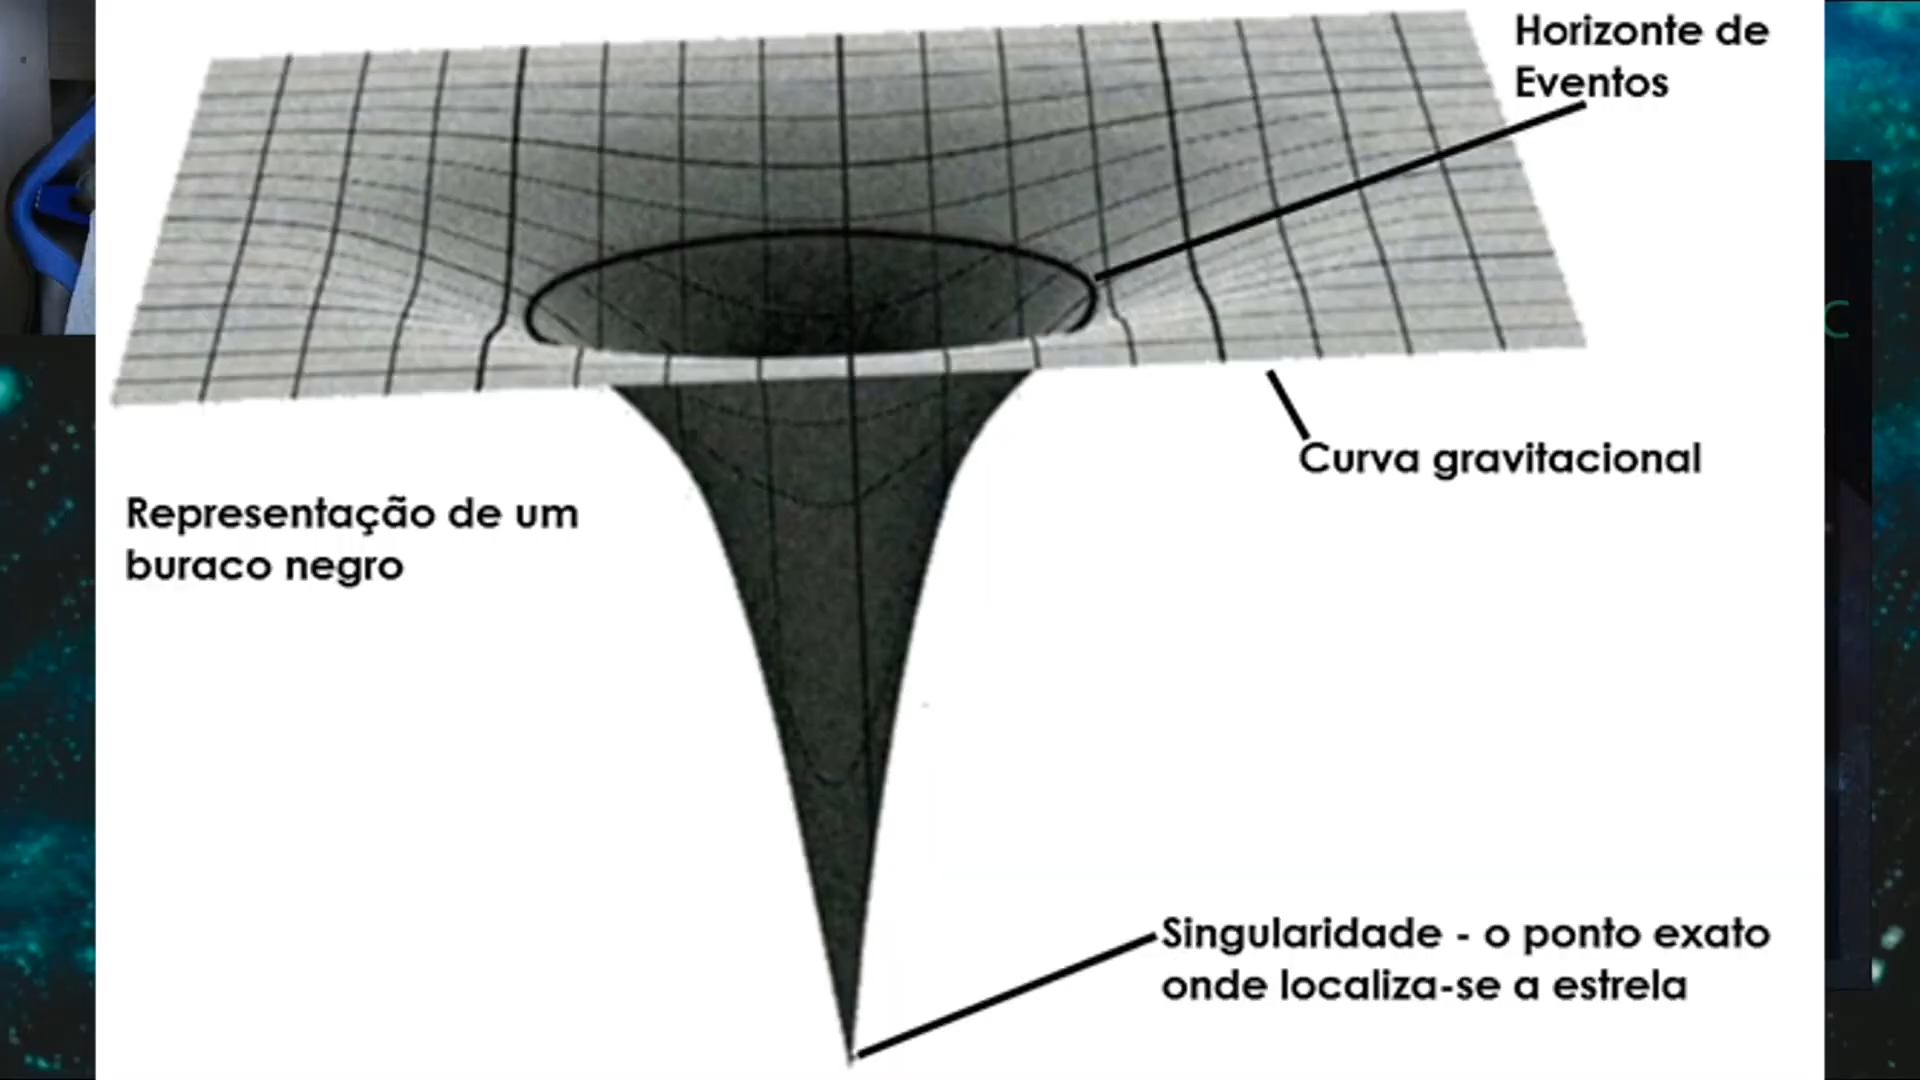 Horizonte de
Eventos
Curva gravitacional
Representação de um
buraco negro
Singularidade - o ponto exato
onde localiza-se a estrela